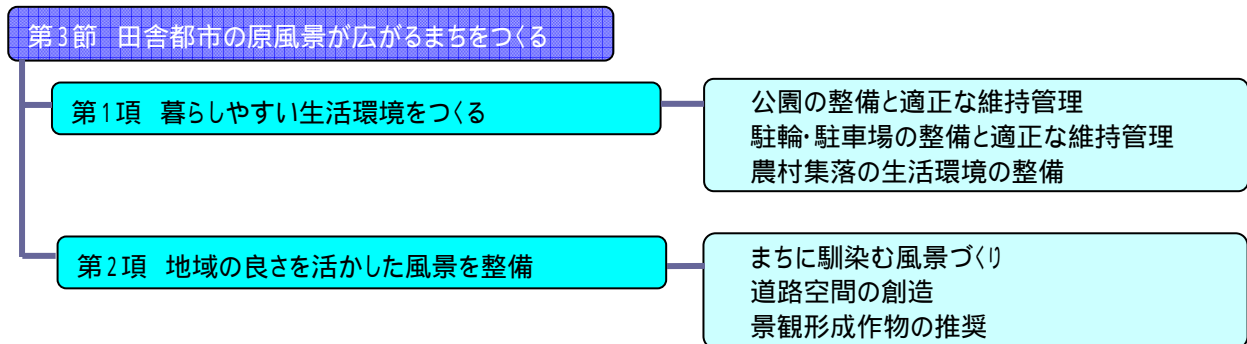 第3節　田舎都市の原風景が広がるまちをつくる
第1項　暮らしやすい生活環境をつくる
公園の整備と適正な維持管理
駐輪・駐車場の整備と適正な維持管理
農村集落の生活環境の整備
第2項　地域の良さを活かした風景を整備
まちに馴染む風景づくり
道路空間の創造
景観形成作物の推奨